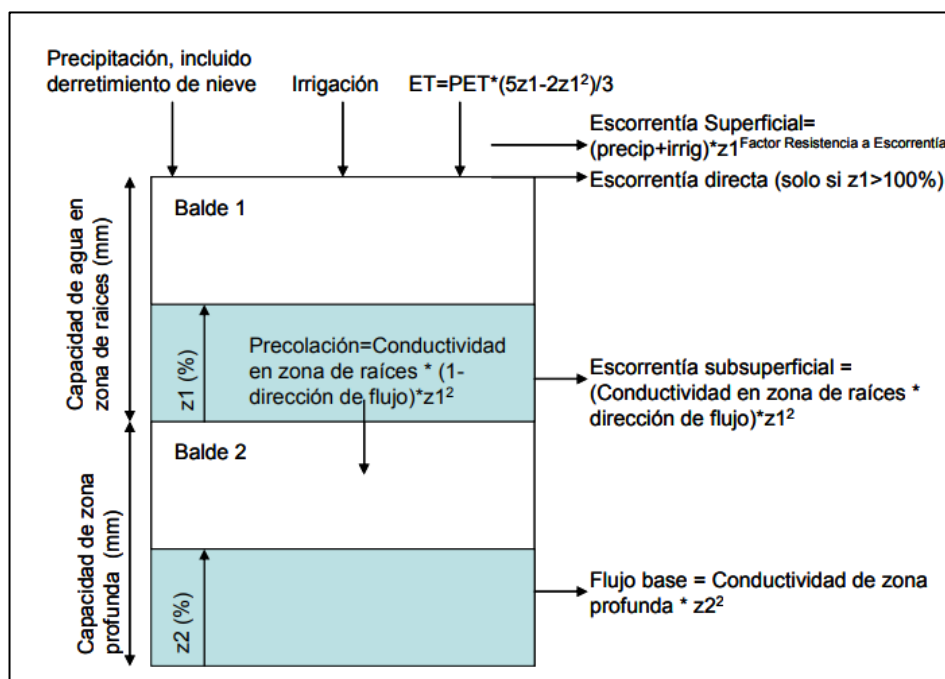 Precipitación, incluido
derretimiento de nieve
Irrigación
ET=PET*(5z1-2z1²)/3
Escorrentía Superficial=
(precip+irrig)*z1^Factor Resistencia a Escorrentía
Escorrentía directa (solo si z1>100%)
Capacidad de agua en
zona de raices (mm)
Balde 1
z1 (%)
Precolación=Conductividad
en zona de raíces * (1-
dirección de flujo)*z1²
Escorrentía subsuperficial =
(Conductividad en zona de raíces *
dirección de flujo)*z1²
Capacidad de zona
profunda (mm)
Balde 2
z2 (%)
Flujo base = Conductividad de zona
profunda * z2²